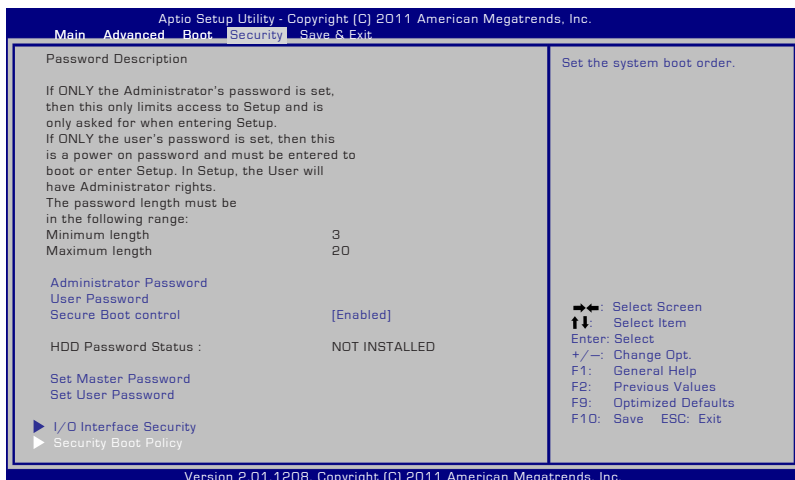 Aptio Setup Utility - Copyright (C) 2011 American Megatrends, Inc.
Main Advanced Boot Security Save & Exit
Password Description
If ONLY the Administrator's password is set,
then this only limits access to Setup and is
only asked for when entering Setup.
If ONLY the user's password is set, then this
is a power on password and must be entered to
boot or enter Setup. In Setup, the User will
have Administrator rights.
The password length must be
in the following range:
Minimum length 3
Maximum length 20
Administrator Password
User Password
Secure Boot control [Enabled]
HDD Password Status : NOT INSTALLED
Set Master Password
Set User Password
I/O Interface Security
Security Boot Policy
Set the system boot order.
→←: Select Screen
↑↓: Select Item
Enter: Select
+/—: Change Opt.
F1: General Help
F2: Previous Values
F9: Optimized Defaults
F10: Save ESC: Exit
Version 2.01.1208. Copyright (C) 2011 American Megatrends, Inc.